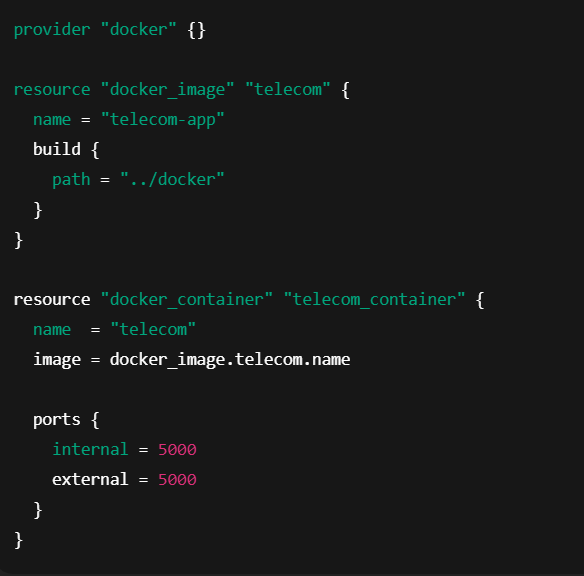 provider "docker" {}
resource "docker_image" "telecom" {
  name = "telecom-app"
  build {
    path = "../docker"
  }
}
resource "docker_container" "telecom_container" {
  name  = "telecom"
  image = docker_image.telecom.name
  ports {
    internal = 5000
    external = 5000
  }
}